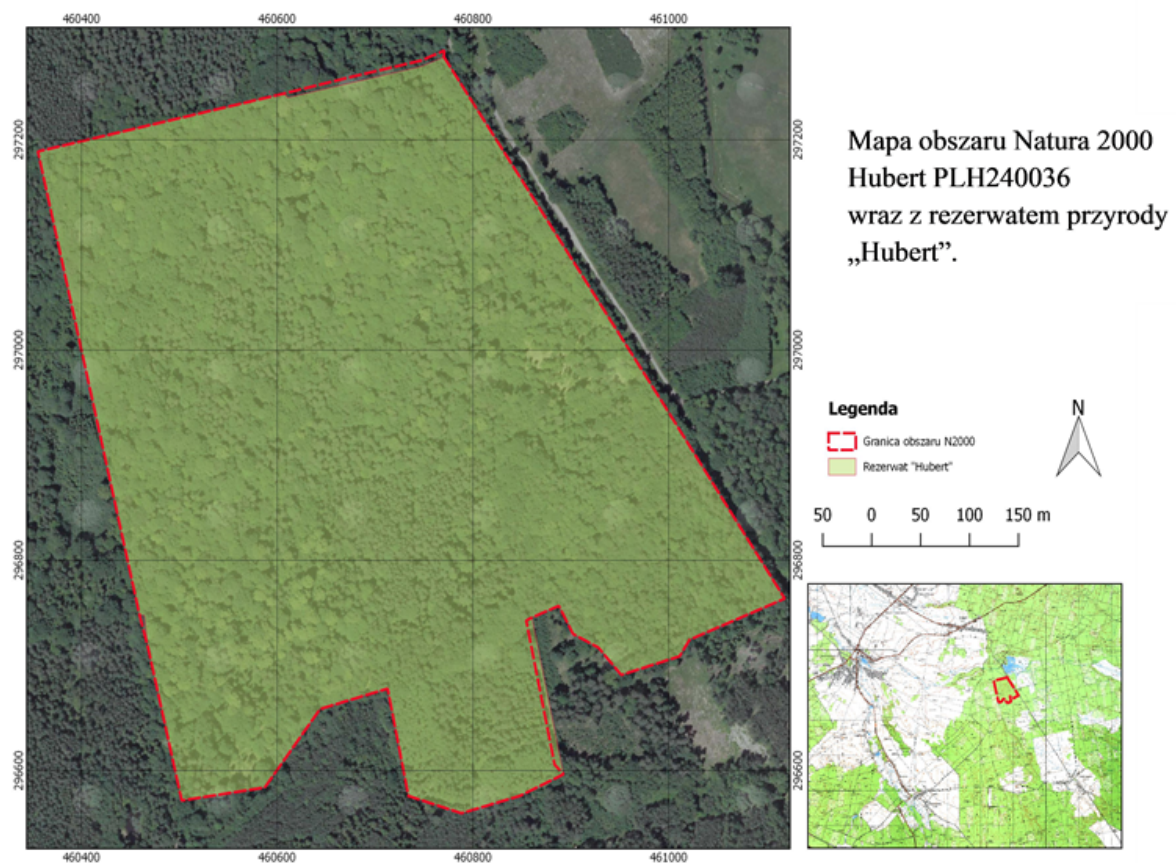 460400 460600 460800 461000
297200 297200
297000 297000
296800 296800
296600 296600
460400 460600 460800 461000
Mapa obszaru Natura 2000
Hubert PLH240036
wraz z rezerwatem przyrody
„Hubert”.
Legenda
Granica obszaru N2000
Rezerwat "Hubert"
N
50 0 50 100 150 m